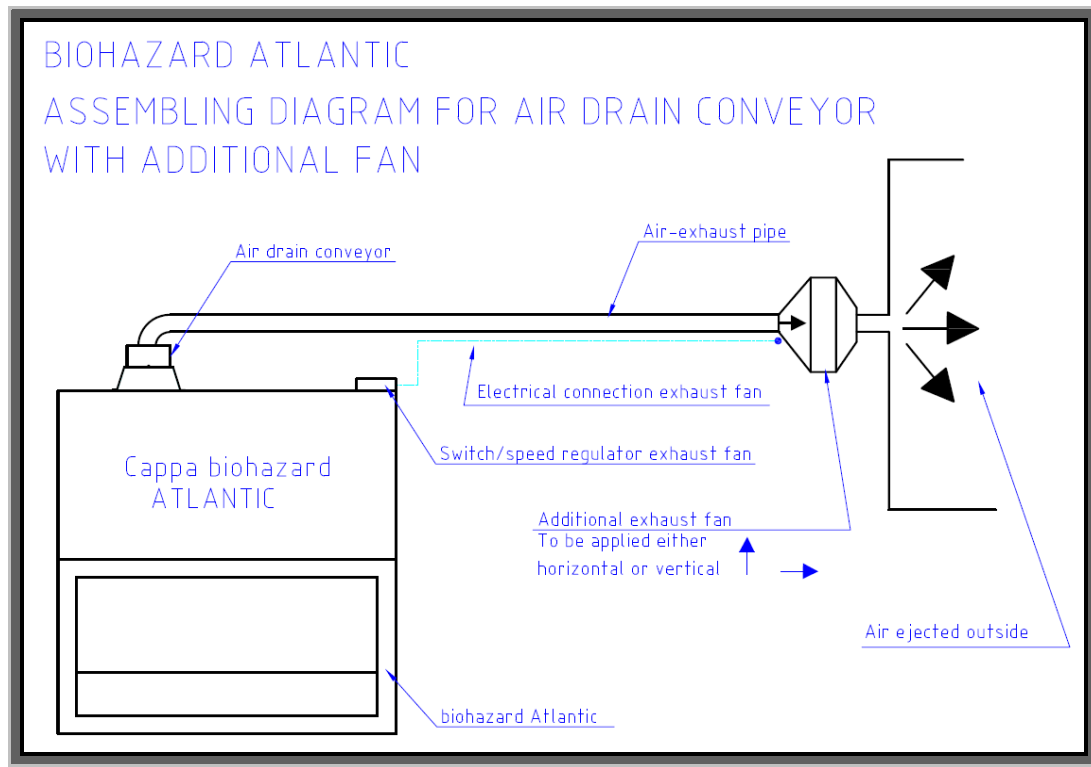 BIOHAZARD ATLANTIC
ASSEMBLING DIAGRAM FOR AIR DRAIN CONVEYOR
WITH ADDITIONAL FAN
Air-exhaust pipe
Air drain conveyor
Electrical connection exhaust fan
Switch/speed regulator exhaust fan
Cappa biohazard
ATLANTIC
Additional exhaust fan
To be applied either
horizontal or vertical
Air ejected outside
biohazard Atlantic